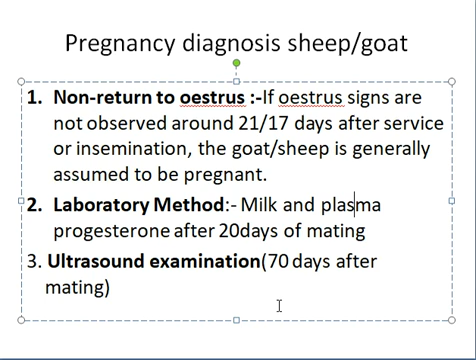 Pregnancy diagnosis sheep/goat
1. Non-return to oestrus :-If oestrus signs are
not observed around 21/17 days after service
or insemination, the goat/sheep is generally
assumed to be pregnant.
2. Laboratory Method:- Milk and plasma
progesterone after 20days of mating
3. Ultrasound examination(70 days after
mating)